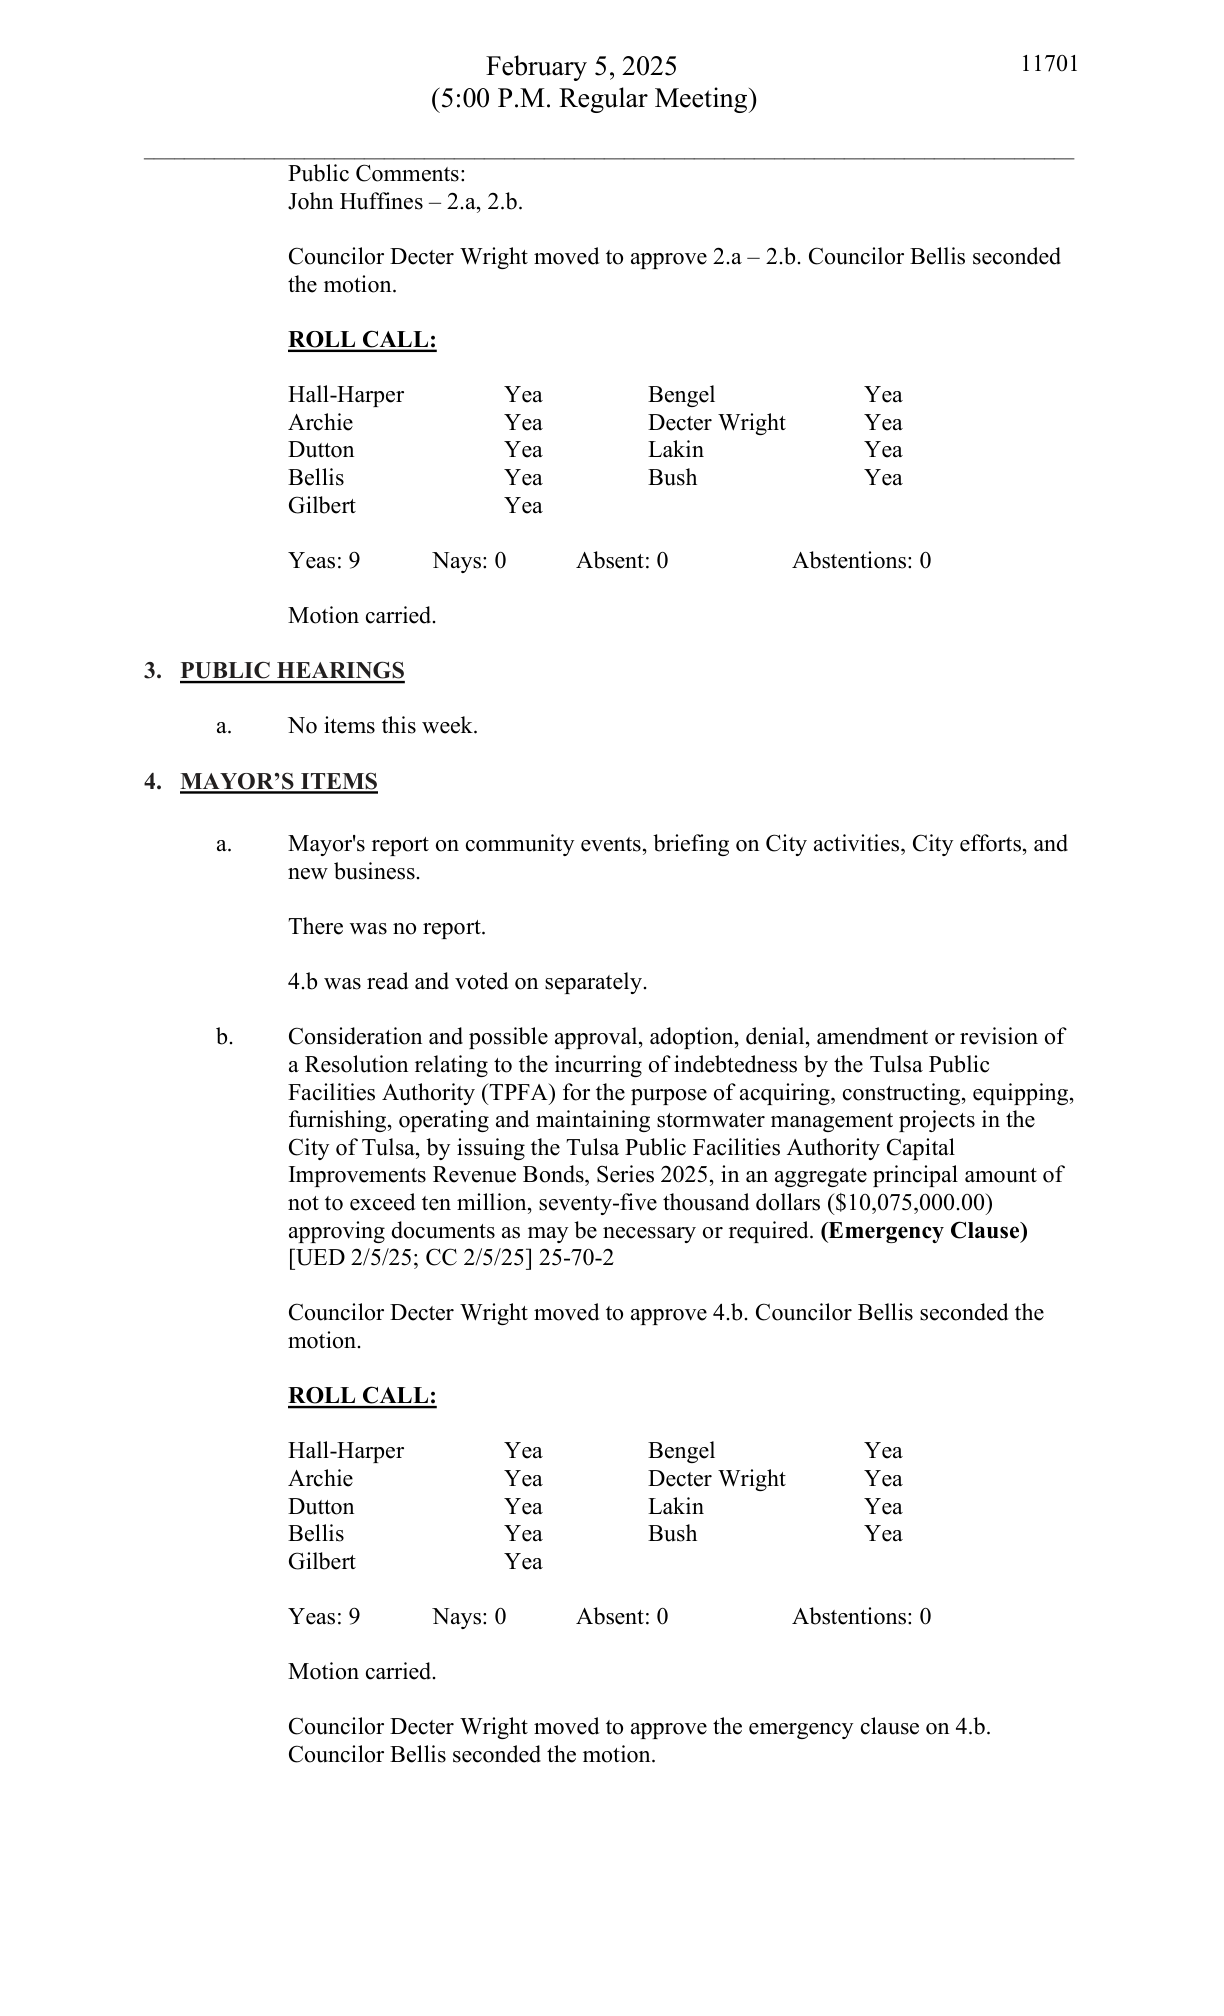 February 5, 2025 11701
(5:00 P.M. Regular Meeting)
Public Comments:
John Huffines – 2.a, 2.b.
Councilor Decter Wright moved to approve 2.a – 2.b. Councilor Bellis seconded
the motion.
ROLL CALL:
Hall-Harper Yea Bengel Yea
Archie Yea Decter Wright Yea
Dutton Yea Lakin Yea
Bellis Yea Bush Yea
Gilbert Yea
Yeas: 9 Nays: 0 Absent: 0 Abstentions: 0
Motion carried.
3. PUBLIC HEARINGS
a. No items this week.
4. MAYOR’S ITEMS
a. Mayor's report on community events, briefing on City activities, City efforts, and
new business.
There was no report.
4.b was read and voted on separately.
b. Consideration and possible approval, adoption, denial, amendment or revision of
a Resolution relating to the incurring of indebtedness by the Tulsa Public
Facilities Authority (TPFA) for the purpose of acquiring, constructing, equipping,
furnishing, operating and maintaining stormwater management projects in the
City of Tulsa, by issuing the Tulsa Public Facilities Authority Capital
Improvements Revenue Bonds, Series 2025, in an aggregate principal amount of
not to exceed ten million, seventy-five thousand dollars ($10,075,000.00)
approving documents as may be necessary or required. (Emergency Clause)
[UED 2/5/25; CC 2/5/25] 25-70-2
Councilor Decter Wright moved to approve 4.b. Councilor Bellis seconded the
motion.
ROLL CALL:
Hall-Harper Yea Bengel Yea
Archie Yea Decter Wright Yea
Dutton Yea Lakin Yea
Bellis Yea Bush Yea
Gilbert Yea
Yeas: 9 Nays: 0 Absent: 0 Abstentions: 0
Motion carried.
Councilor Decter Wright moved to approve the emergency clause on 4.b.
Councilor Bellis seconded the motion.